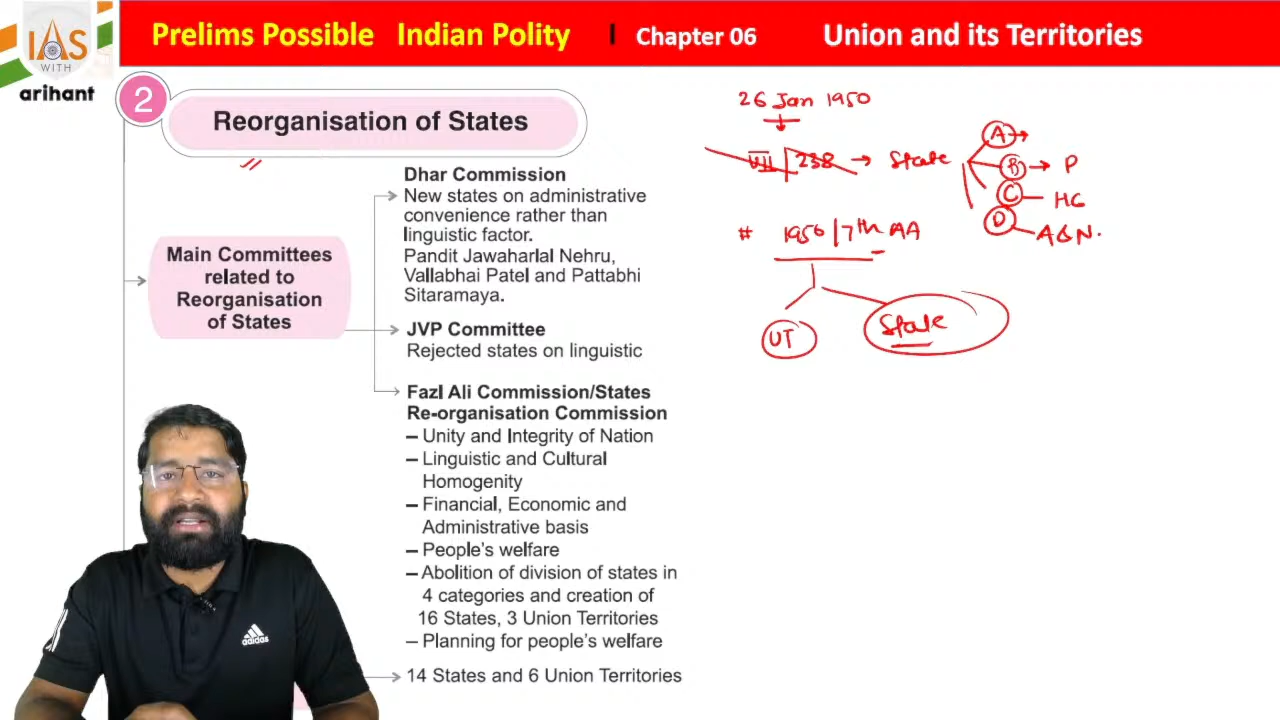 IAS
WITH
arihant
Prelims Possible Indian Polity | Chapter 06 Union and its Territories
2
Reorganisation of States
Main Committees
related to
Reorganisation
of States
Dhar Commission
New states on administrative
convenience rather than
linguistic factor.
Pandit Jawaharlal Nehru,
Vallabhai Patel and Pattabhi
Sitaramaya.
JVP Committee
Rejected states on linguistic
Fazl Ali Commission/States
Re-organisation Commission
– Unity and Integrity of Nation
– Linguistic and Cultural
Homogenity
– Financial, Economic and
Administrative basis
– People's welfare
– Abolition of division of states in
4 categories and creation of
16 States, 3 Union Territories
– Planning for people's welfare
14 States and 6 Union Territories
26 Jan 1950
VII | 238 → State
A
B → P
C – HG
D – A&N.
# 1956 / 7th AA
UT
State
adidas